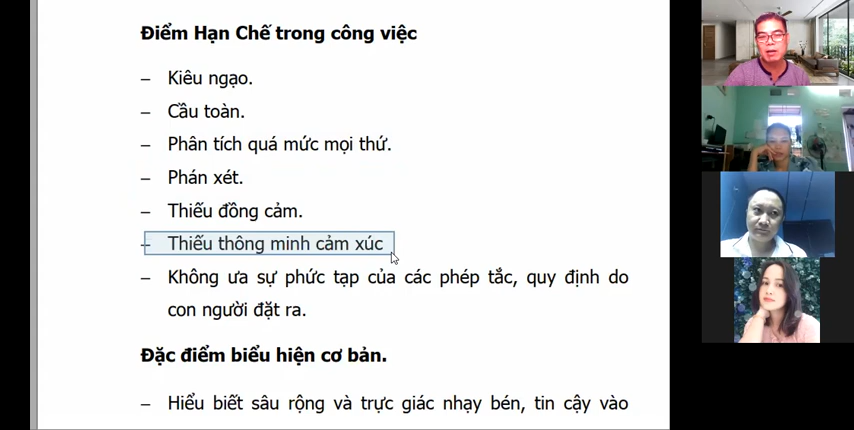 Điểm Hạn Chế trong công việc
– Kiêu ngạo.
– Cầu toàn.
– Phân tích quá mức mọi thứ.
– Phán xét.
– Thiếu đồng cảm.
– Thiếu thông minh cảm xúc
– Không ưa sự phức tạp của các phép tắc, quy định do
con người đặt ra.
Đặc điểm biểu hiện cơ bản.
– Hiểu biết sâu rộng và trực giác nhạy bén, tin cậy vào